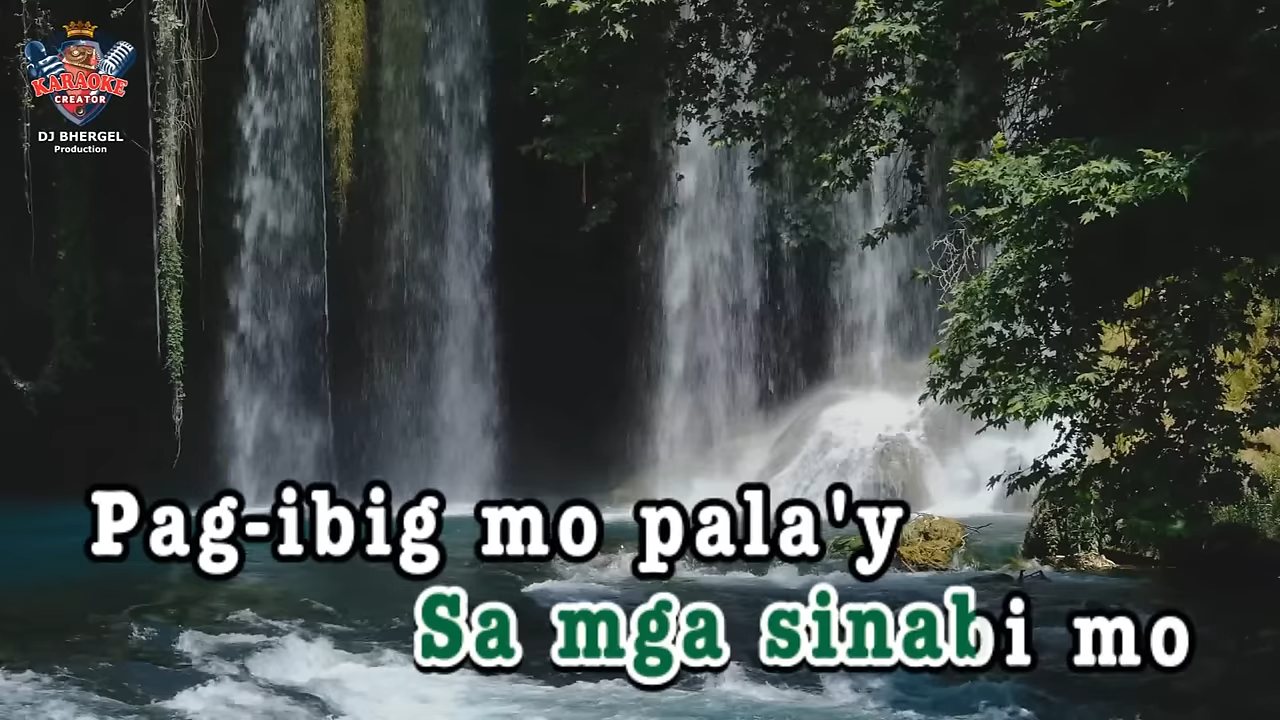 KARAOKE
CREATOR
DJ BHERGEL
Production
Pag-ibig mo pala'y
Sa mga sinabi mo